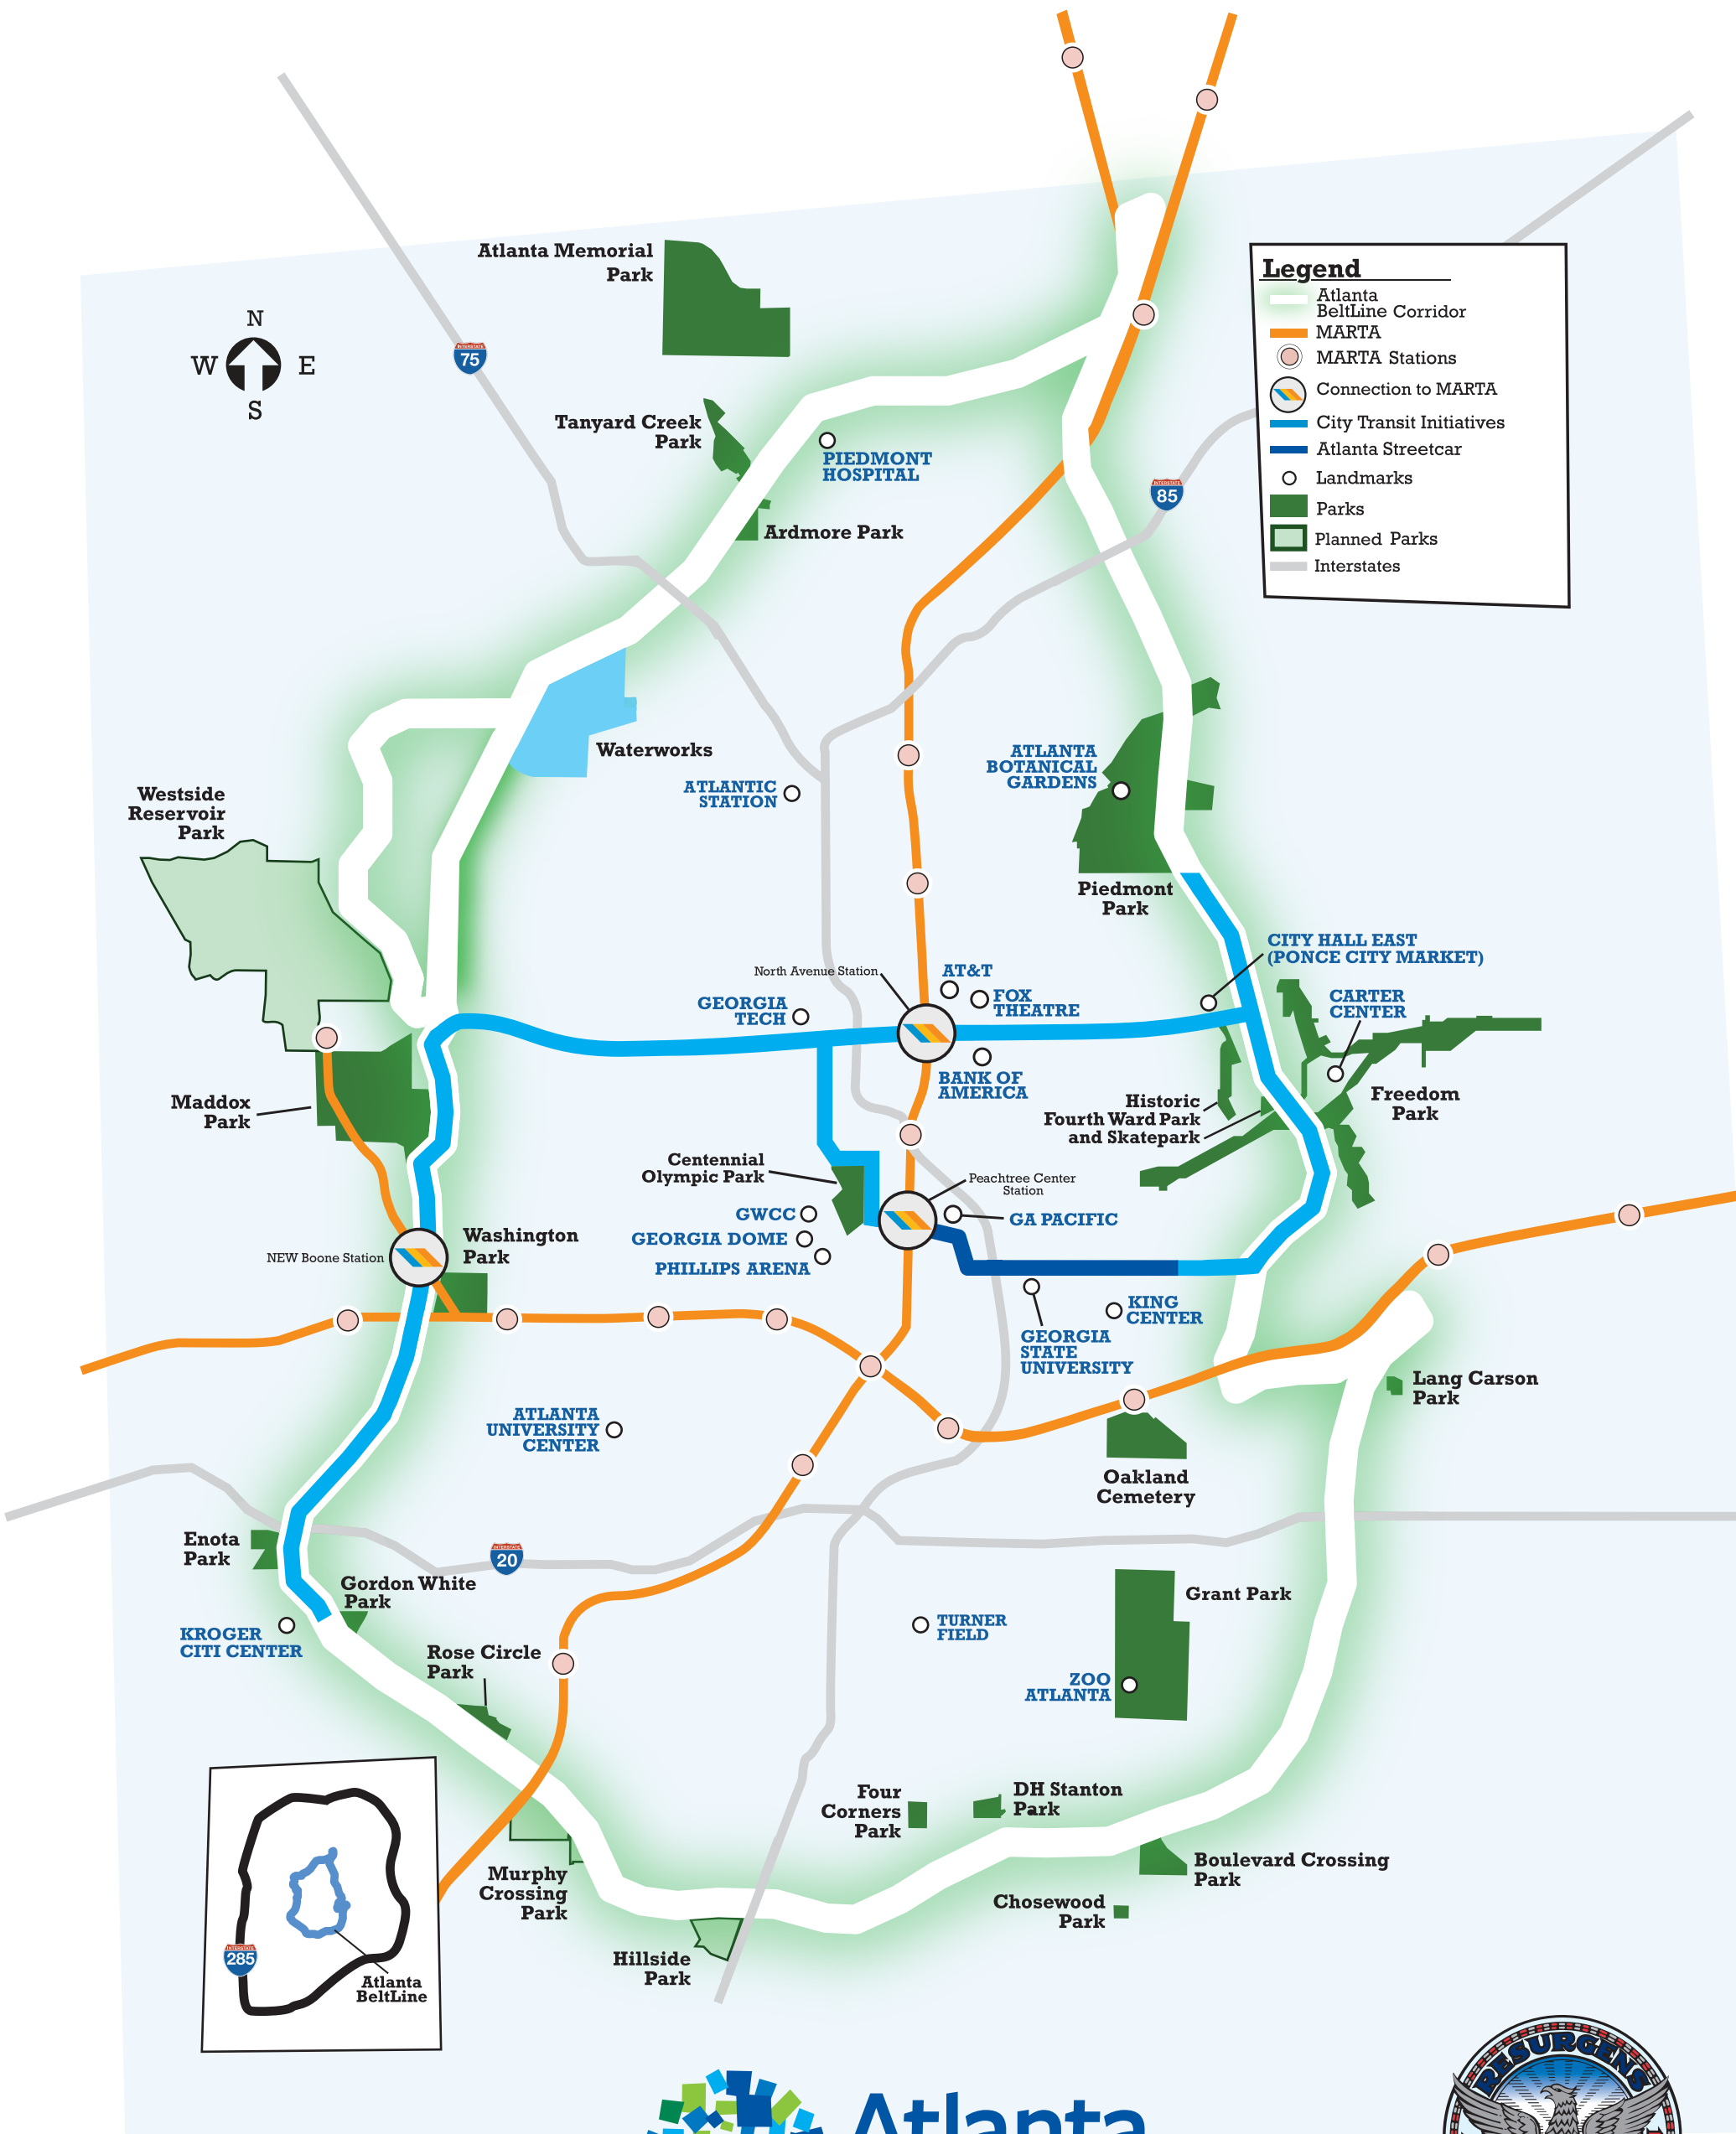 Atlanta Memorial
Park
N
W
E
S
INTERSTATE
75
Tanyard Creek
Park
PIEDMONT
HOSPITAL
Ardmore Park
INTERSTATE
85
Legend
Atlanta
BeltLine Corridor
MARTA
MARTA Stations
Connection to MARTA
City Transit Initiatives
Atlanta Streetcar
Landmarks
Parks
Planned Parks
Interstates
Waterworks
Westside
Reservoir
Park
ATLANTIC
STATION
ATLANTA
BOTANICAL
GARDENS
Piedmont
Park
CITY HALL EAST
(PONCE CITY MARKET)
North Avenue Station
AT&T
FOX
THEATRE
GEORGIA
TECH
CARTER
CENTER
BANK OF
AMERICA
Maddox
Park
Historic
Fourth Ward Park
and Skatepark
Freedom
Park
Centennial
Olympic Park
Peachtree Center
Station
GWCC
GA PACIFIC
GEORGIA DOME
PHILLIPS ARENA
Washington
Park
NEW Boone Station
KING
CENTER
GEORGIA
STATE
UNIVERSITY
Lang Carson
Park
ATLANTA
UNIVERSITY
CENTER
Oakland
Cemetery
Enota
Park
INTERSTATE
20
Gordon White
Park
KROGER
CITI CENTER
Grant Park
TURNER
FIELD
Rose Circle
Park
ZOO
ATLANTA
Four
Corners
Park
DH Stanton
Park
Murphy
Crossing
Park
Boulevard Crossing
Park
Chosewood
Park
Hillside
Park
INTERSTATE
285
Atlanta
BeltLine
RESURGENS
Atlanta